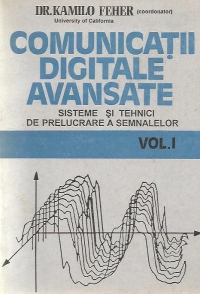 DR.KAMILO FEHER (coordonator)
University of California
COMUNICAȚII
DIGITALE
AVANSATE
SISTEME ȘI TEHNICI
DE PRELUCRARE A SEMNALELOR
VOL.I